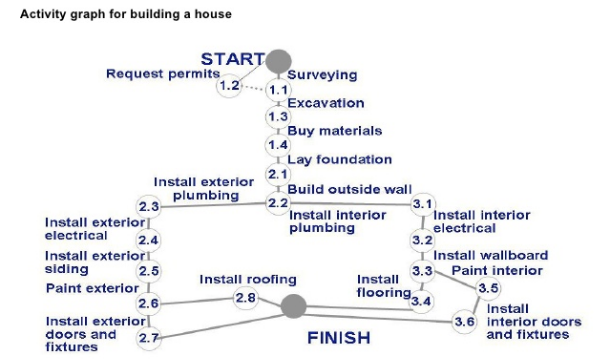 Activity graph for building a house
START
Request permits
1.2
Surveying
1.1
Excavation
1.3
Buy materials
1.4
Lay foundation
2.1
Install exterior
plumbing
Build outside wall
2.3
2.2
3.1
Install interior
plumbing
Install exterior
electrical
Install interior
electrical
2.4
3.2
Install exterior
siding
Install wallboard
2.5
3.3
Paint interior
Paint exterior
Install roofing
Install
flooring
3.5
2.6
2.8
3.4
Install exterior
doors and
fixtures
2.7
FINISH
3.6
Install
interior doors
and fixtures